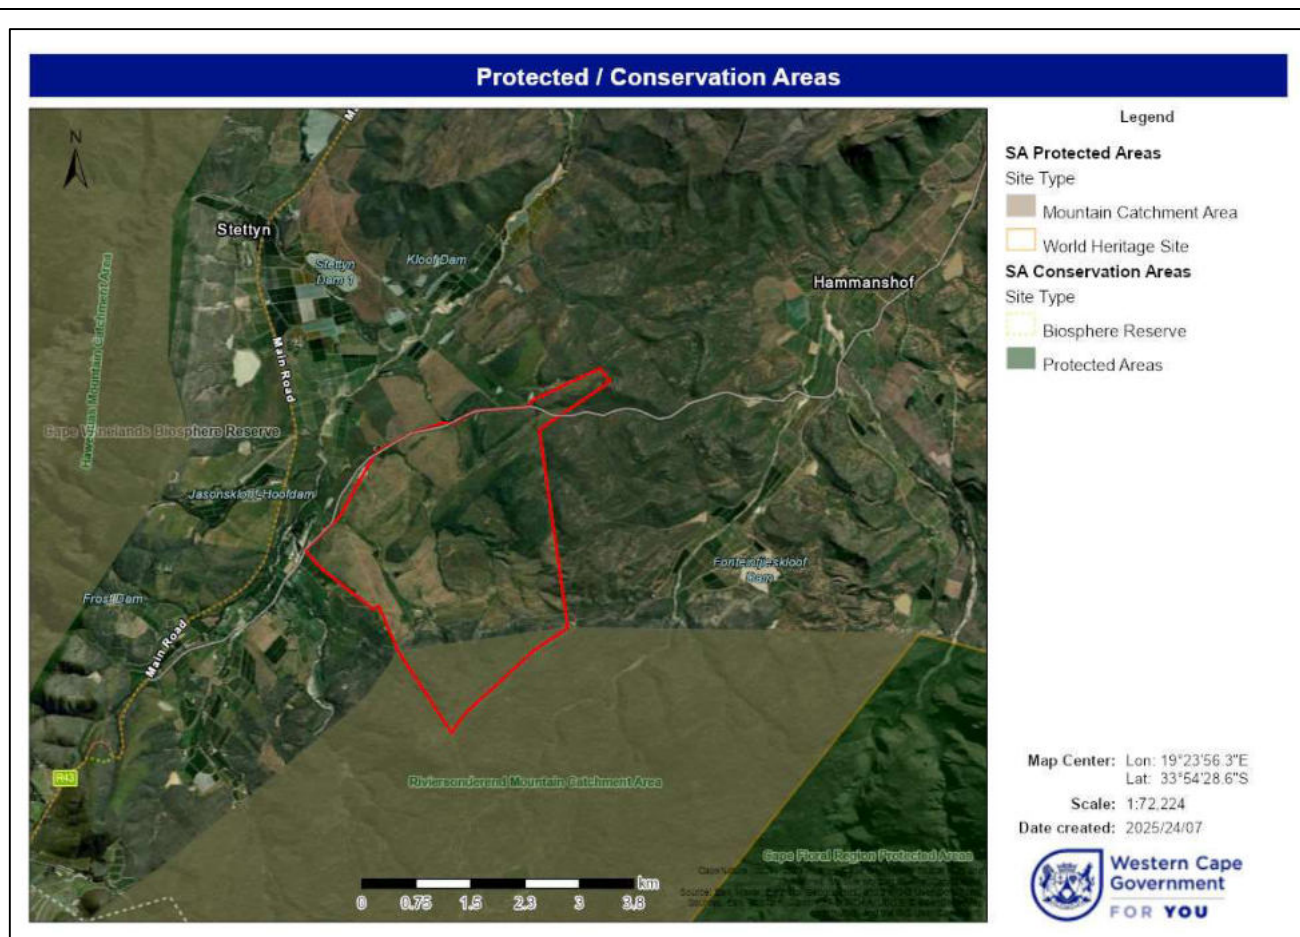 Protected / Conservation Areas
N
Stettyn
Stettyn
Dam 1
Kloof Dam
Hammanshof
Main Road
Hawequas Mountain Catchment Area
Cape Winelands Biosphere Reserve
Jasonskloof-Hoofdam
Fonteintjieskloof
Dam
Frost Dam
Main Road
R43
Riviersonderend Mountain Catchment Area
Cape Floral Region Protected Areas
km
0 0.75 1.5 2.3 3 3.8
Legend
SA Protected Areas
Site Type
Mountain Catchment Area
World Heritage Site
SA Conservation Areas
Site Type
Biosphere Reserve
Protected Areas
Map Center: Lon: 19°23'56.3"E
Lat: 33°54'28.6"S
Scale: 1:72,224
Date created: 2025/24/07
Western Cape
Government
FOR YOU